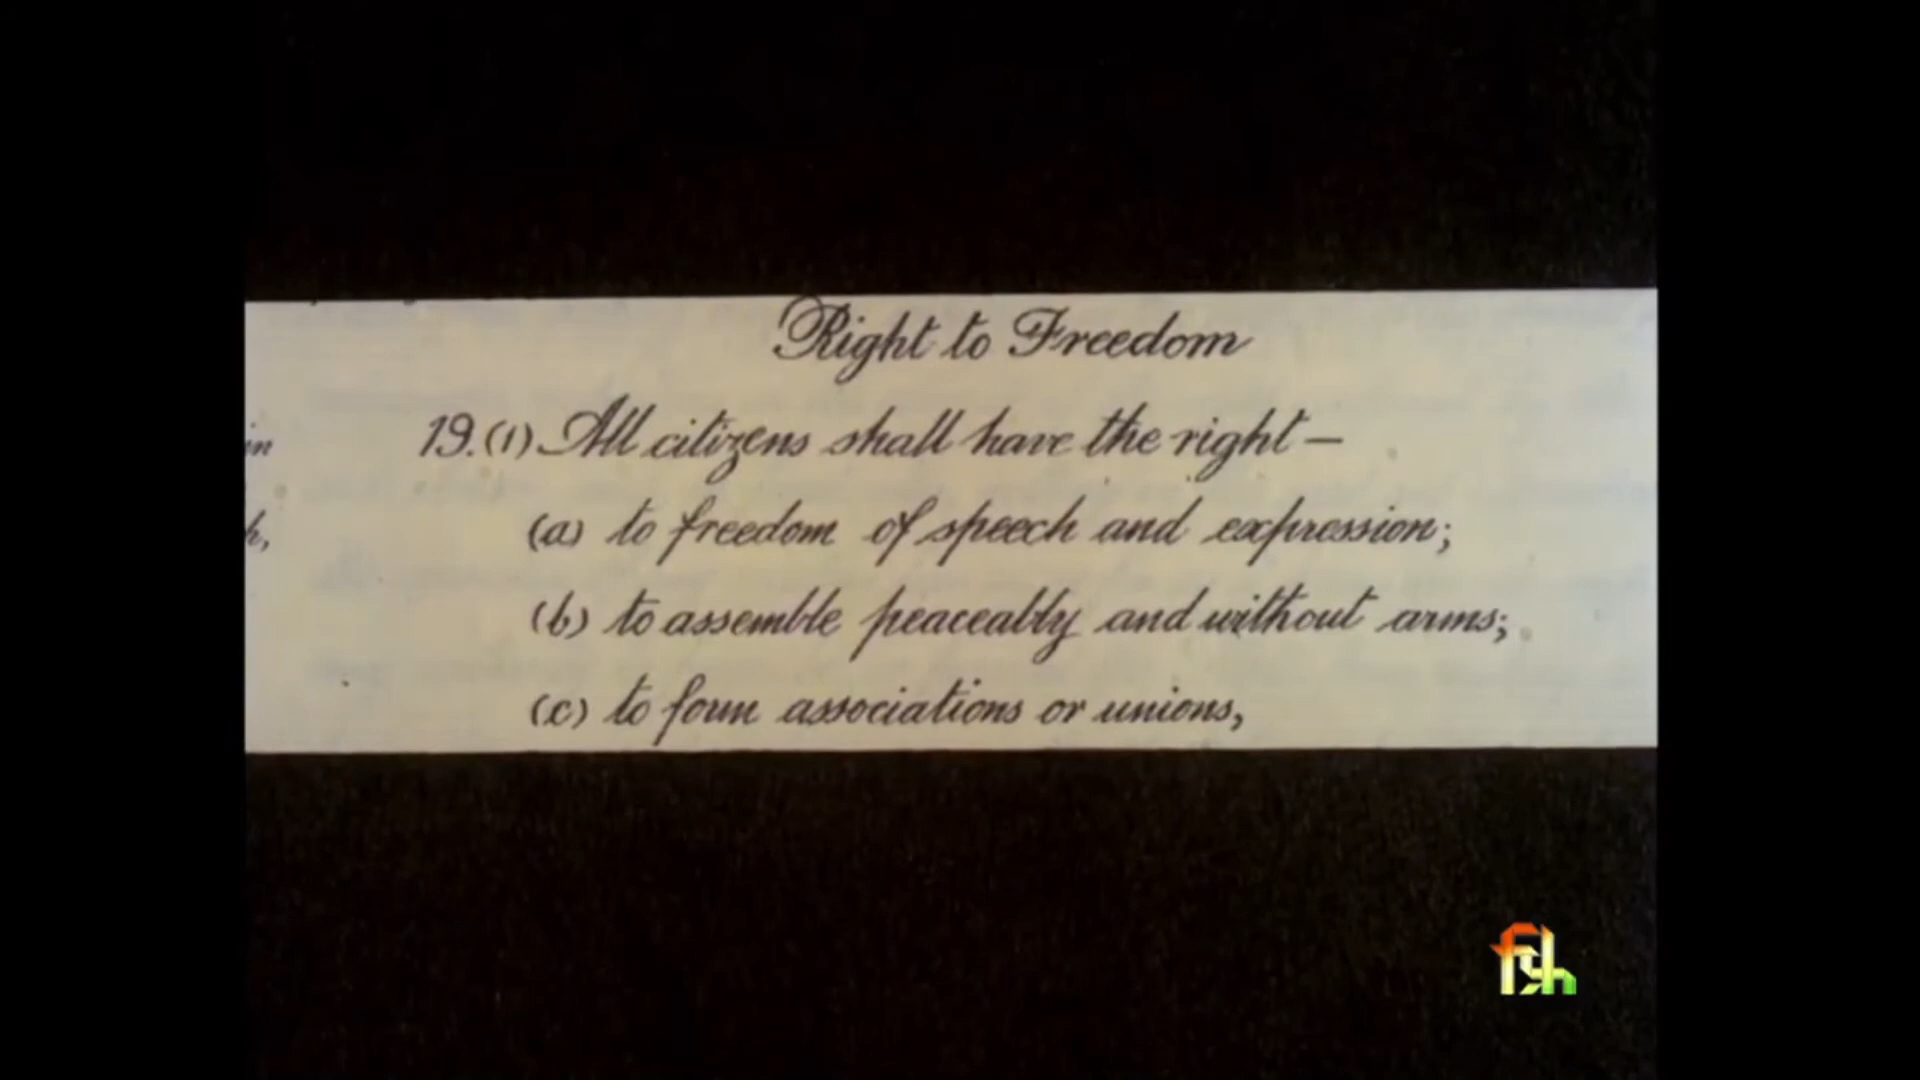 Right to Freedom
in 19.(1) All citizens shall have the right —
h, (a) to freedom of speech and expression;
(b) to assemble peaceably and without arms;
(c) to form associations or unions,